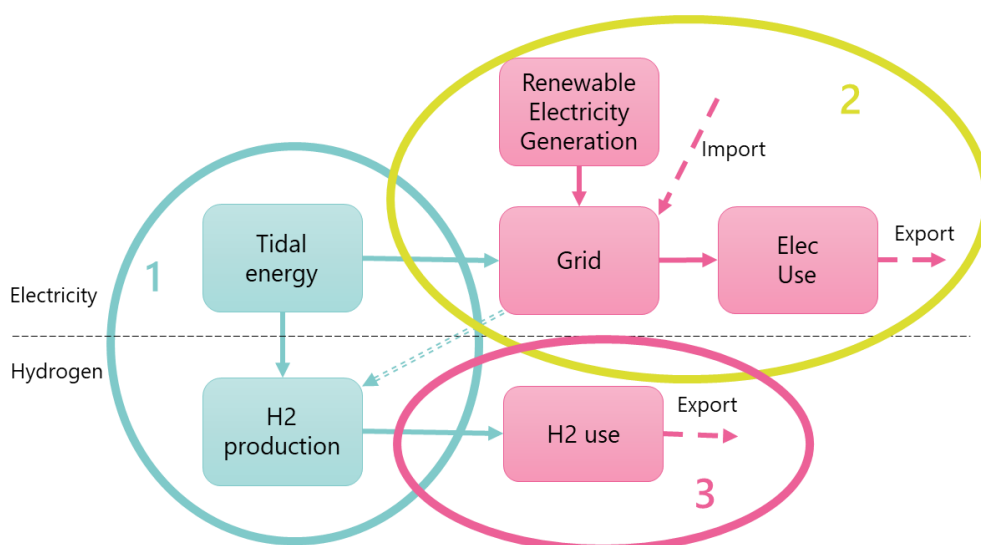 Renewable
Electricity
Generation
2
Import
1
Tidal
energy
Grid
Elec
Use
Export
Electricity
Hydrogen
H2
production
H2 use
Export
3